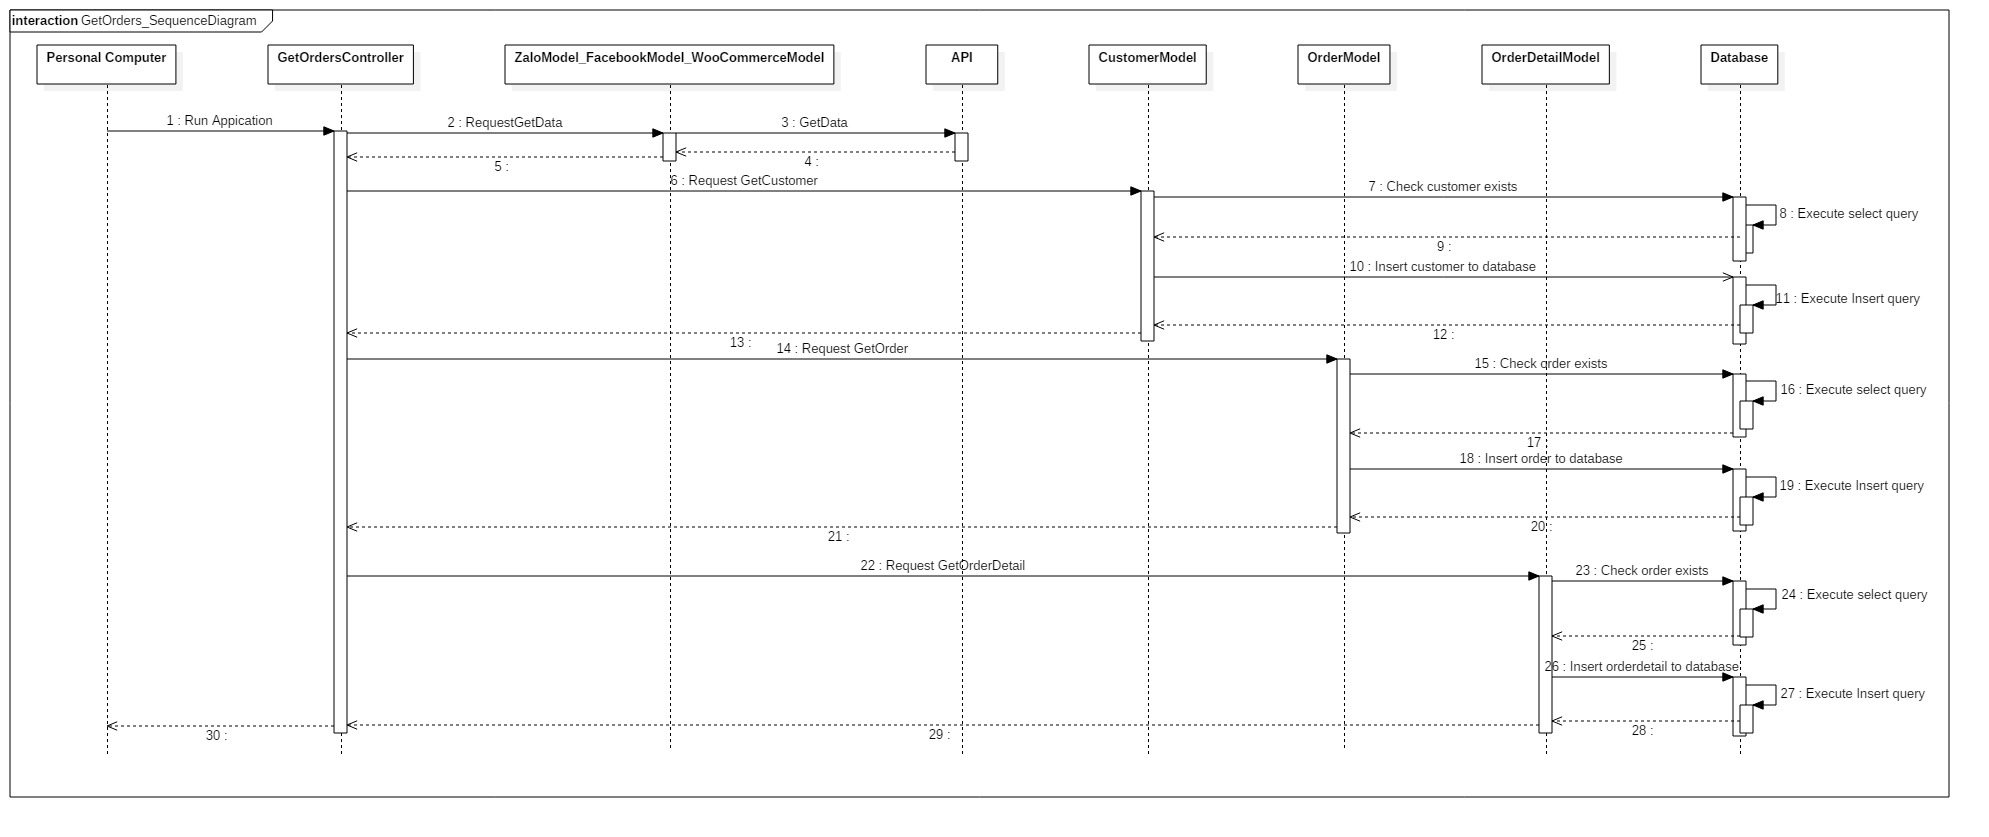 interaction GetOrders_SequenceDiagram
Personal Computer
GetOrdersController
ZaloModel_FacebookModel_WooCommerceModel
API
CustomerModel
OrderModel
OrderDetailModel
Database
1 : Run Appication
2 : RequestGetData
3 : GetData
4 :
5 :
6 : Request GetCustomer
7 : Check customer exists
8 : Execute select query
9 :
10 : Insert customer to database
11 : Execute Insert query
12 :
13 :
14 : Request GetOrder
15 : Check order exists
16 : Execute select query
17 :
18 : Insert order to database
19 : Execute Insert query
20 :
21 :
22 : Request GetOrderDetail
23 : Check order exists
24 : Execute select query
25 :
26 : Insert orderdetail to database
27 : Execute Insert query
28 :
29 :
30 :